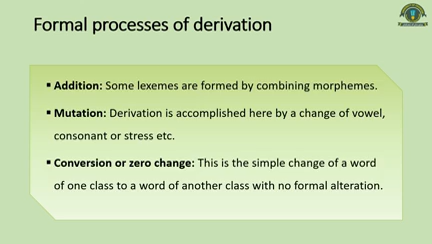 Formal processes of derivation
▪ Addition: Some lexemes are formed by combining morphemes.
▪ Mutation: Derivation is accomplished here by a change of vowel,
consonant or stress etc.
▪ Conversion or zero change: This is the simple change of a word
of one class to a word of another class with no formal alteration.